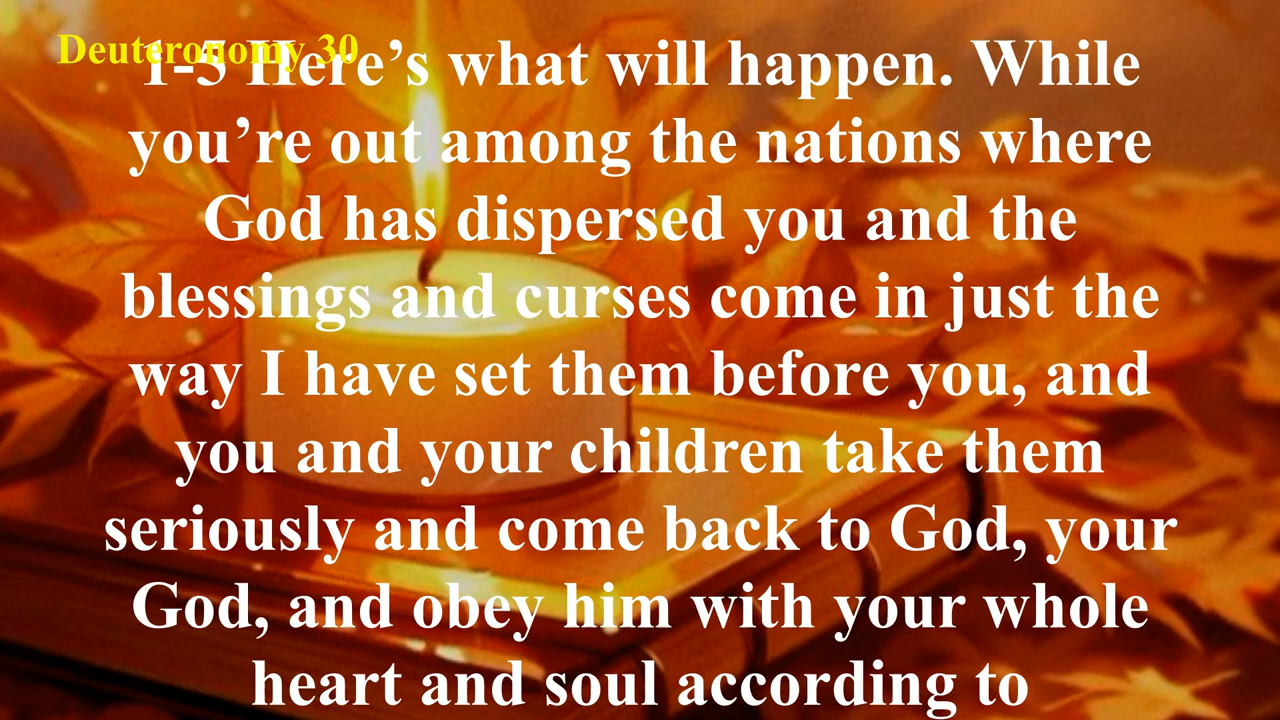 Deuteronomy 30
1-5 Here’s what will happen. While
you’re out among the nations where
God has dispersed you and the
blessings and curses come in just the
way I have set them before you, and
you and your children take them
seriously and come back to God, your
God, and obey him with your whole
heart and soul according to